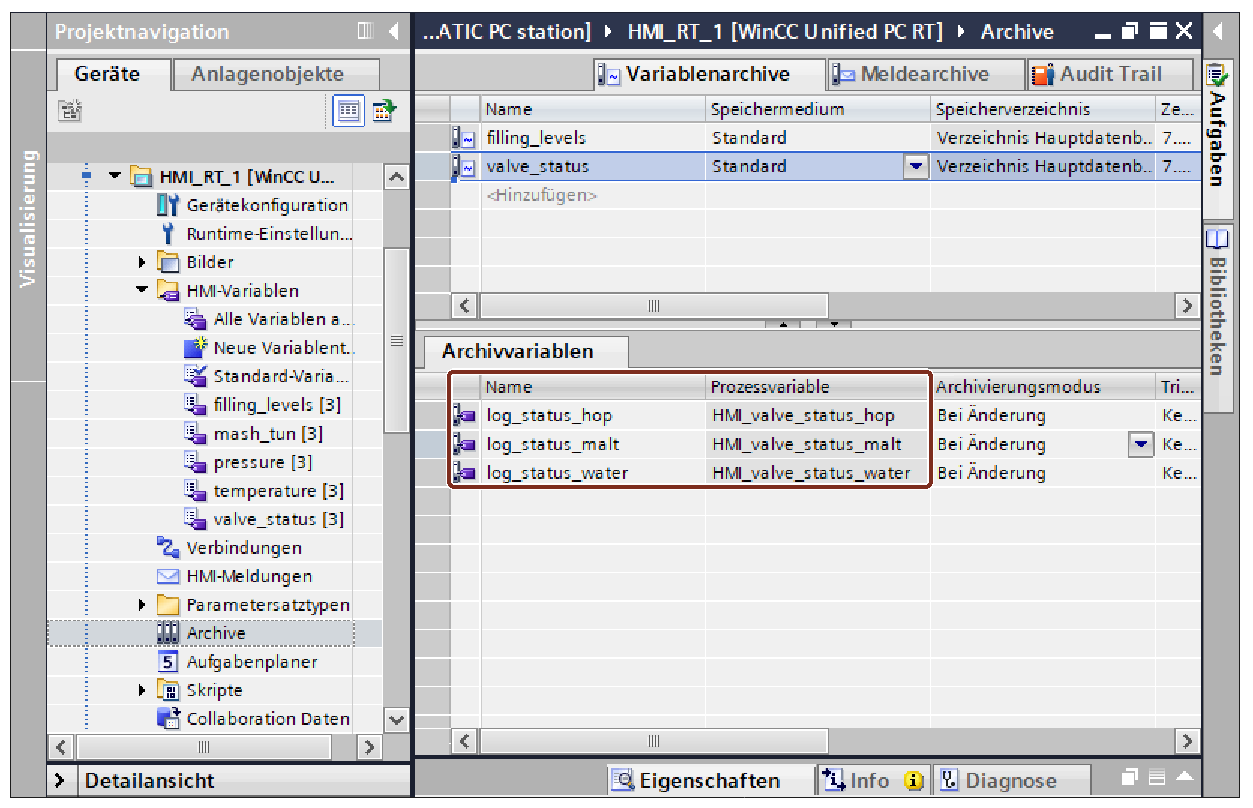 Projektnavigation
...ATIC PC station] HMI_RT_1 [WinCC Unified PC RT] Archive
Geräte Anlagenobjekte
Variablenarchive Meldearchive Audit Trail
Name Speichermedium Speicherverzeichnis Ze...
filling_levels Standard Verzeichnis Hauptdatenb.. 7....
valve_status Standard Verzeichnis Hauptdatenb.. 7....
<Hinzufügen>
Visualisierung
HMI_RT_1 [WinCC U...
Gerätekonfiguration
Runtime-Einstellun...
Bilder
HMI-Variablen
Alle Variablen a...
Neue Variablent..
Standard-Varia...
filling_levels [3]
mash_tun [3]
pressure [3]
temperature [3]
valve_status [3]
Verbindungen
HMI-Meldungen
Parametersatztypen
Archive
Aufgabenplaner
Skripte
Collaboration Daten
Detailansicht
Archivvariablen
Name Prozessvariable Archivierungsmodus Tri...
log_status_hop HMI_valve_status_hop Bei Änderung Ke...
log_status_malt HMI_valve_status_malt Bei Änderung Ke...
log_status_water HMI_valve_status_water Bei Änderung Ke...
Eigenschaften Info Diagnose
Aufgaben
Bibliotheken